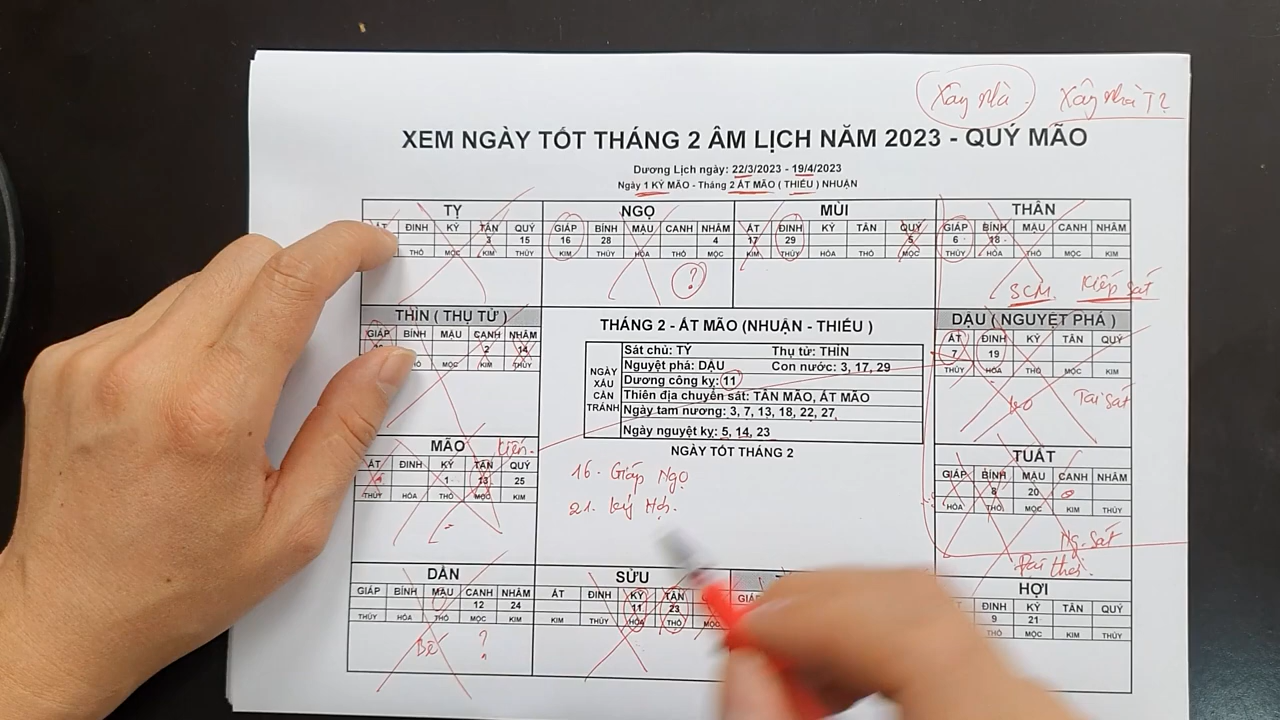 Xây nhà. Xây Nhà T2
XEM NGÀY TỐT THÁNG 2 ÂM LỊCH NĂM 2023 - QUÝ MÃO
Dương Lịch ngày: 22/3/2023 - 19/4/2023
Ngày 1 KỶ MÃO - Tháng 2 ẤT MÃO ( THIẾU ) NHUẬN
TỴ
ĐINH KỶ TÂN QUÝ
3 15
THỔ MỘC KIM THỦY
NGỌ
GIÁP BÍNH MẬU CANH NHÂM
16 28 4
KIM THỦY HỎA THỔ MỘC
?
MÙI
ẤT ĐINH KỶ TÂN QUÝ
17 29 5
KIM THỦY HỎA THỔ MỘC
THÂN
GIÁP BÍNH MẬU CANH NHÂM
6 18
THỦY HỎA THỔ MỘC KIM
SCM. Kiếp sát
THÌN ( THỤ TỬ )
GIÁP BÍNH MẬU CANH NHÂM
2 14
MỘC KIM THỦY
THÁNG 2 - ẤT MÃO (NHUẬN - THIẾU )
NGÀY XẤU CẦN TRÁNH
Sát chủ: TÝ Thụ tử: THÌN
Nguyệt phá: DẬU Con nước: 3, 17, 29
Dương công kỵ: 11
Thiên địa chuyển sát: TÂN MÃO, ẤT MÃO
Ngày tam nương: 3, 7, 13, 18, 22, 27
Ngày nguyệt kỵ: 5, 14, 23
NGÀY TỐT THÁNG 2
16. Giáp Ngọ
21. Kỷ Hợi.
DẬU ( NGUYỆT PHÁ )
ẤT ĐINH KỶ TÂN QUÝ
7 19
THỦY HỎA THỔ MỘC KIM
Tai sát
MÃO
ẤT ĐINH KỶ TÂN QUÝ
1 13 25
THỦY HỎA THỔ MỘC KIM
TUẤT
GIÁP BÍNH MẬU CANH NHÂM
8 20
HỎA THỔ MỘC KIM THỦY
Ng. sát
Đại thời.
DẦN
GIÁP BÍNH MẬU CANH NHÂM
12 24
THỦY HỎA THỔ MỘC KIM
Bế ?
SỬU
ẤT ĐINH KỶ TÂN
11 23
KIM THỦY HỎA THỔ MỘC
HỢI
ĐINH KỶ TÂN QUÝ
9 21
THỔ MỘC KIM THỦY